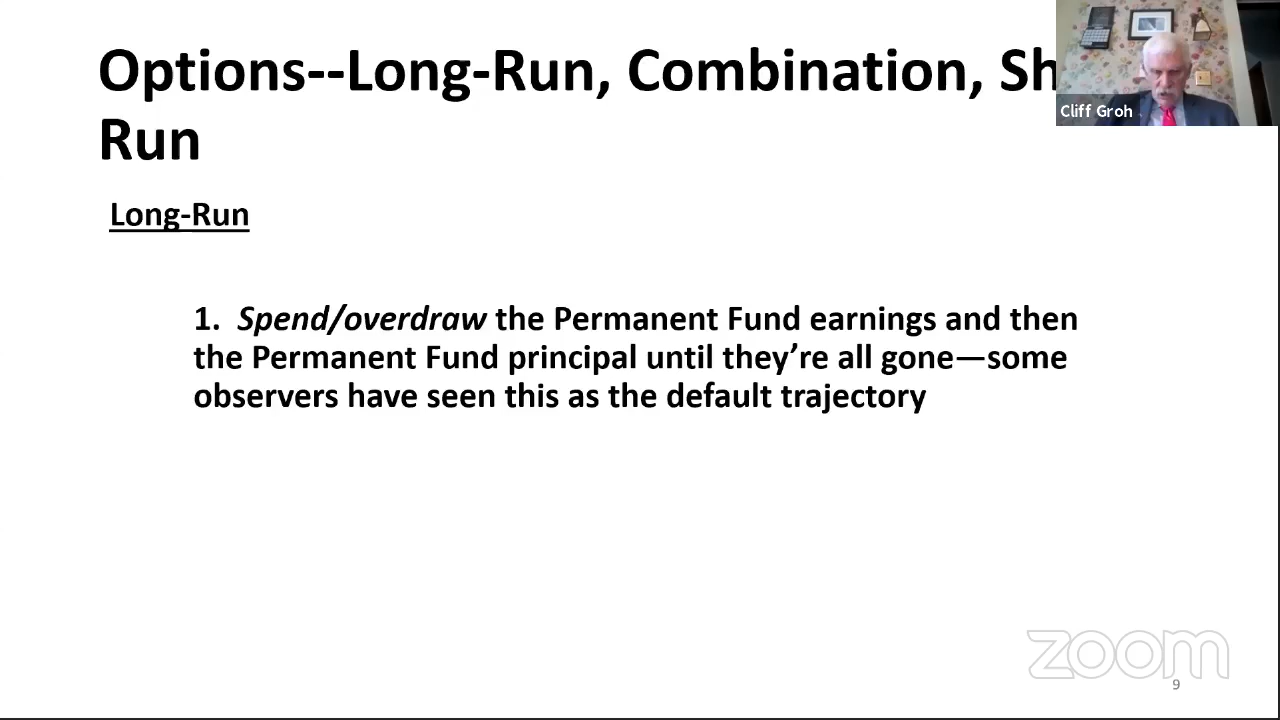 Options--Long-Run, Combination, Sh
Run
Cliff Groh
Long-Run
1. Spend/overdraw the Permanent Fund earnings and then
the Permanent Fund principal until they’re all gone—some
observers have seen this as the default trajectory
zoom
9